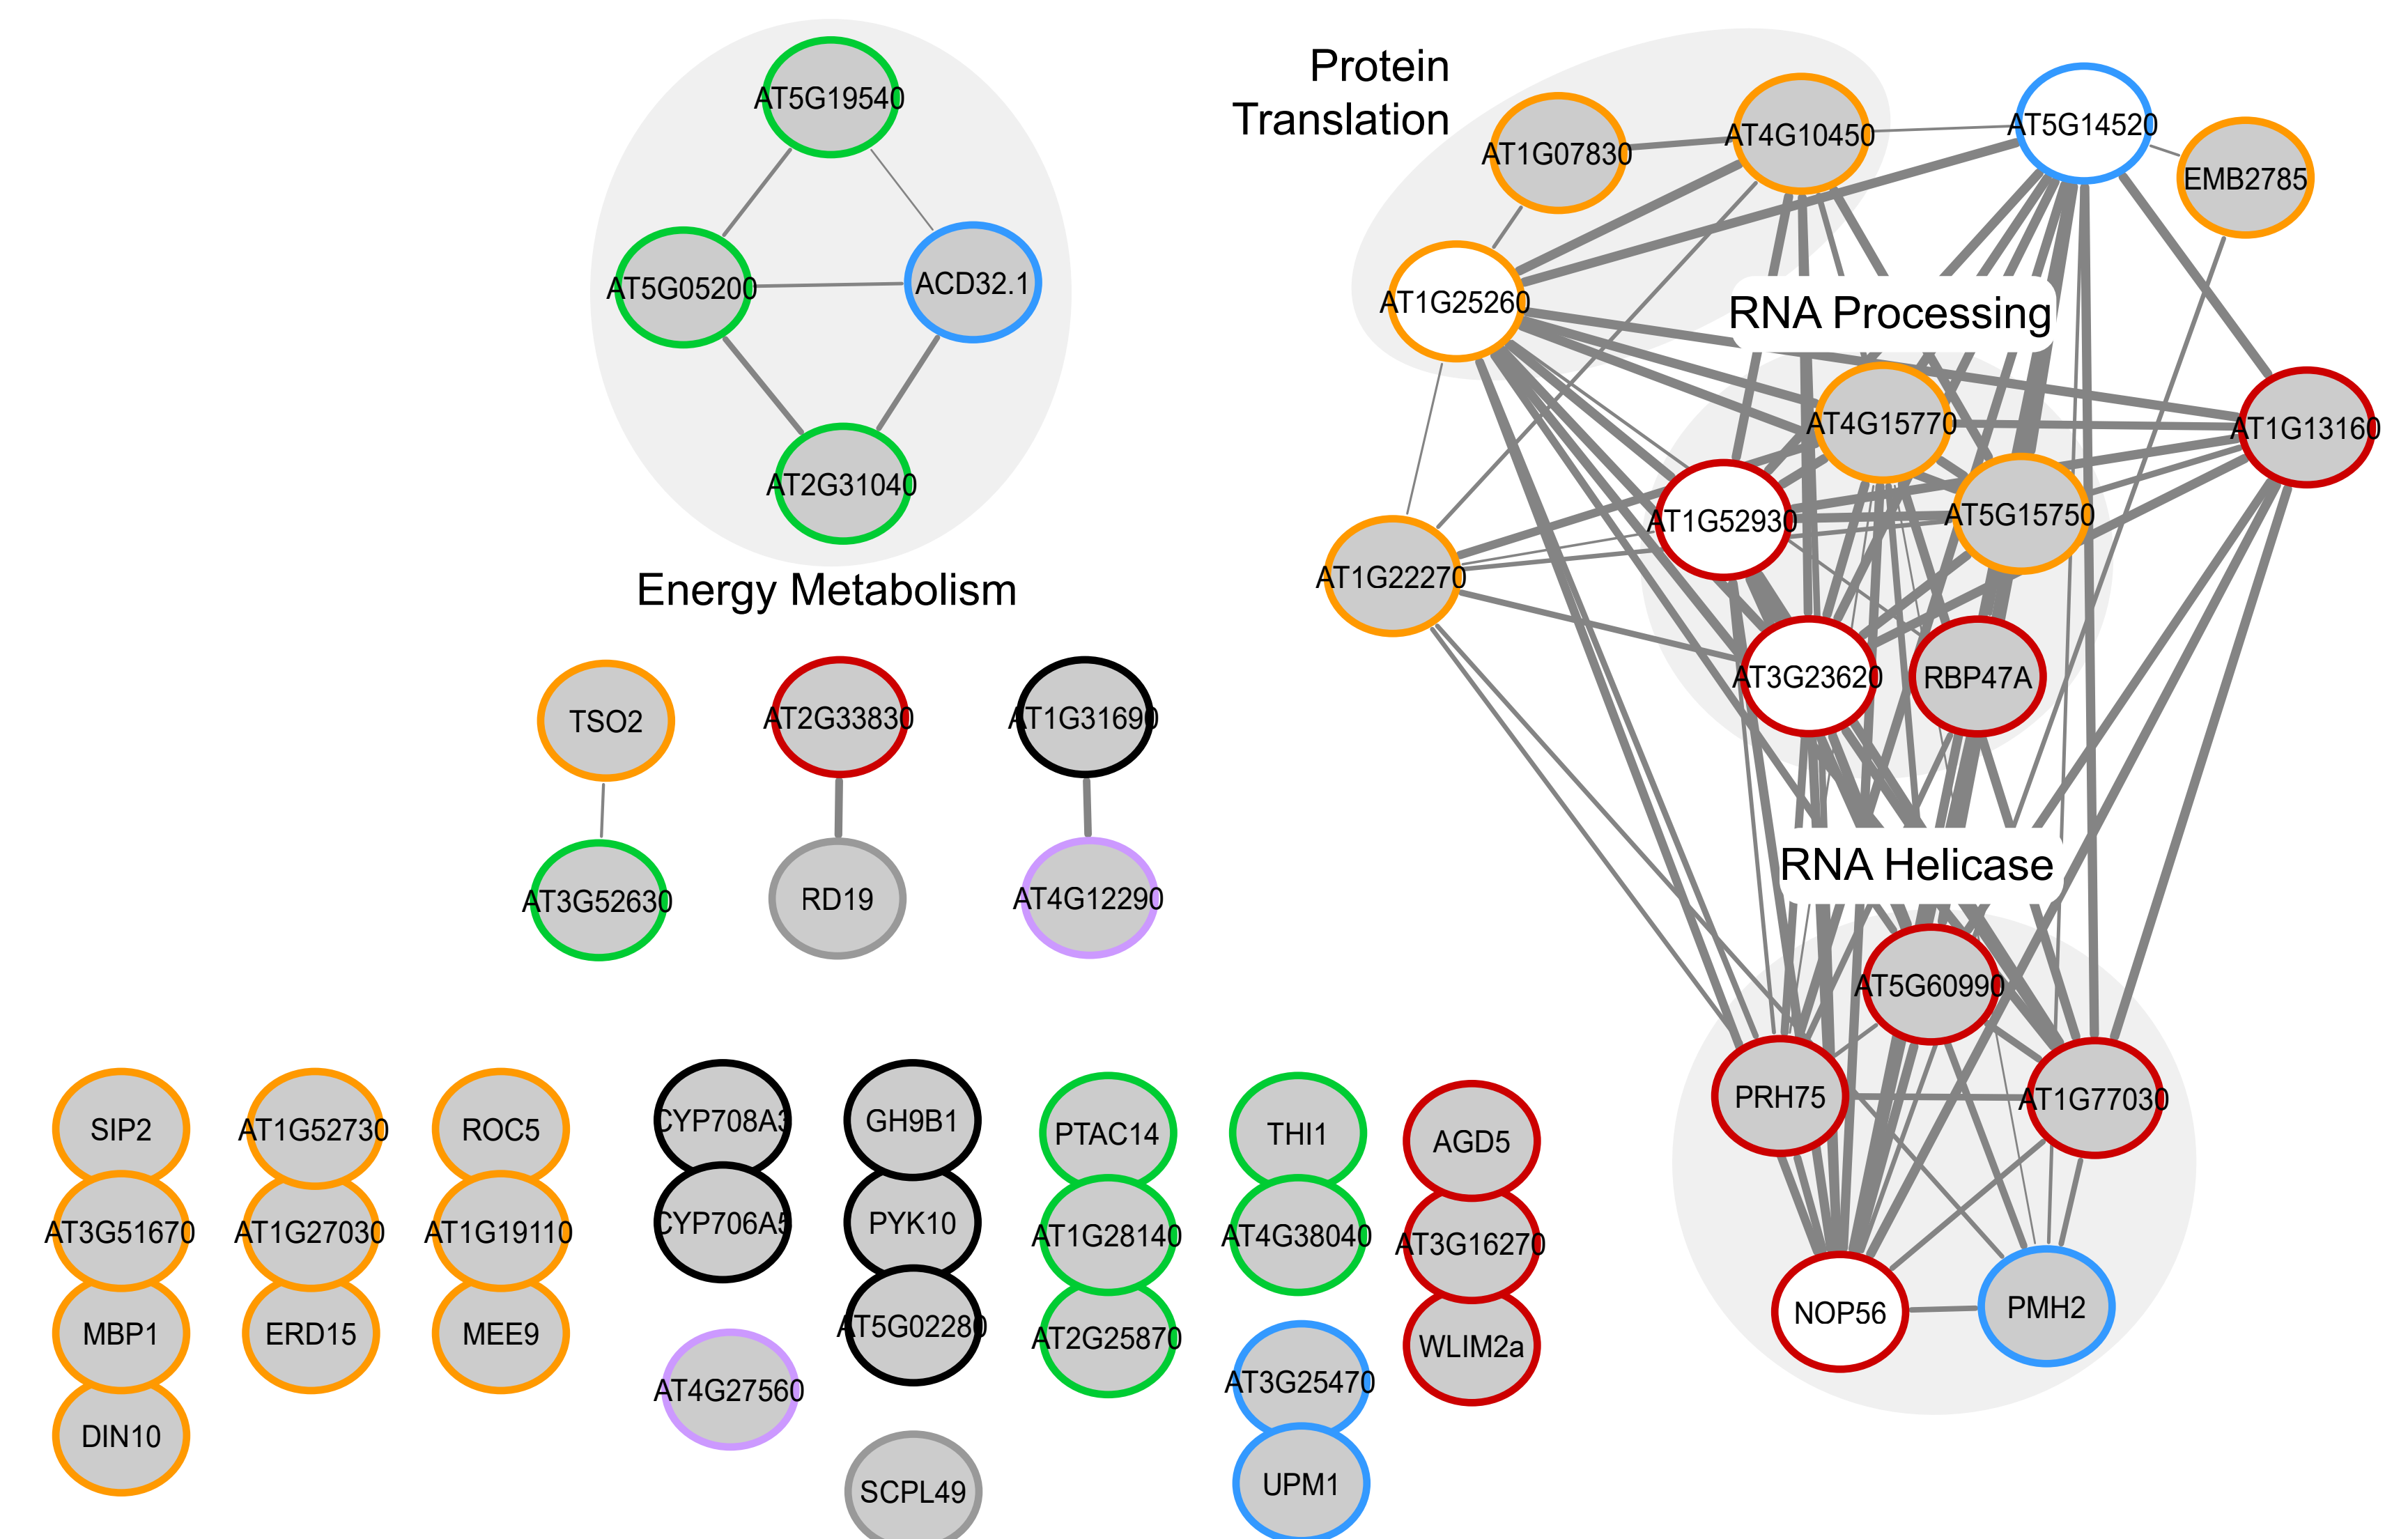 AT5G19540
AT5G05200
ACD32.1
AT2G31040
Energy Metabolism
Protein
Translation
AT1G07830
AT4G10450
AT5G14520
EMB2785
AT1G25260
RNA Processing
AT4G15770
AT1G13160
AT1G52930
AT5G15750
AT1G22270
AT3G23620
RBP47A
RNA Helicase
AT5G60990
PRH75
AT1G77030
NOP56
PMH2
TSO2
AT2G33830
AT1G31690
AT3G52630
RD19
AT4G12290
SIP2
AT3G51670
MBP1
DIN10
AT1G52730
AT1G27030
ERD15
ROC5
AT1G19110
MEE9
CYP708A3
CYP706A5
AT4G27560
GH9B1
PYK10
AT5G02280
SCPL49
PTAC14
AT1G28140
AT2G25870
THI1
AT4G38040
AT3G25470
UPM1
AGD5
AT3G16270
WLIM2a